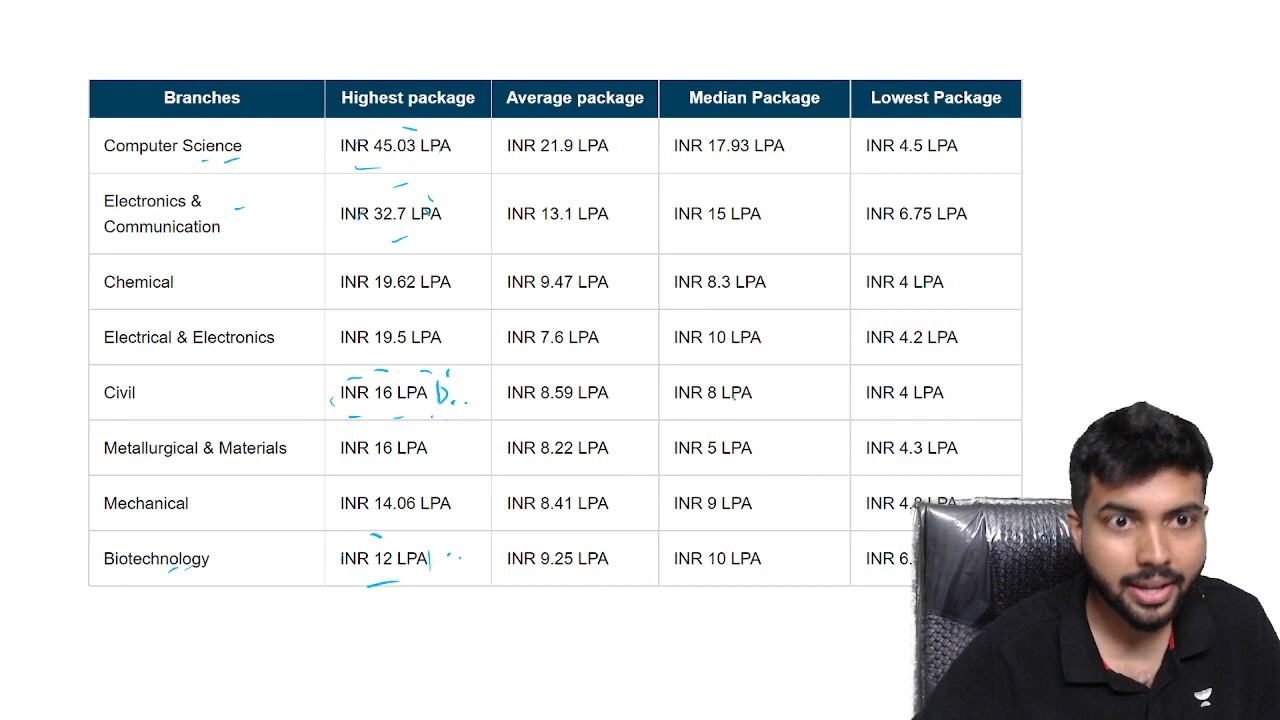 Branches Highest package Average package Median Package Lowest Package
Computer Science INR 45.03 LPA INR 21.9 LPA INR 17.93 LPA INR 4.5 LPA
Electronics &
Communication INR 32.7 LPA INR 13.1 LPA INR 15 LPA INR 6.75 LPA
Chemical INR 19.62 LPA INR 9.47 LPA INR 8.3 LPA INR 4 LPA
Electrical & Electronics INR 19.5 LPA INR 7.6 LPA INR 10 LPA INR 4.2 LPA
Civil INR 16 LPA INR 8.59 LPA INR 8 LPA INR 4 LPA
Metallurgical & Materials INR 16 LPA INR 8.22 LPA INR 5 LPA INR 4.3 LPA
Mechanical INR 14.06 LPA INR 8.41 LPA INR 9 LPA INR LPA
Biotechnology INR 12 LPA INR 9.25 LPA INR 10 LPA INR